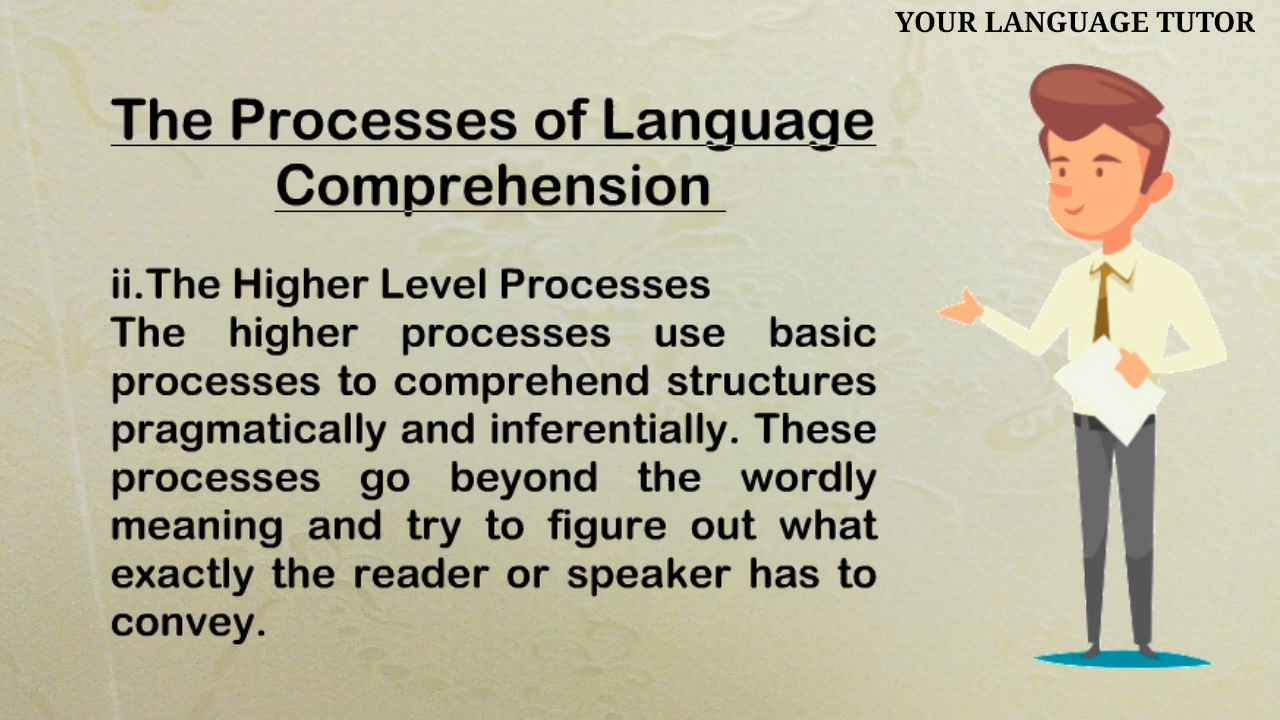 YOUR LANGUAGE TUTOR
The Processes of Language
Comprehension
ii.The Higher Level Processes
The higher processes use basic
processes to comprehend structures
pragmatically and inferentially. These
processes go beyond the wordly
meaning and try to figure out what
exactly the reader or speaker has to
convey.